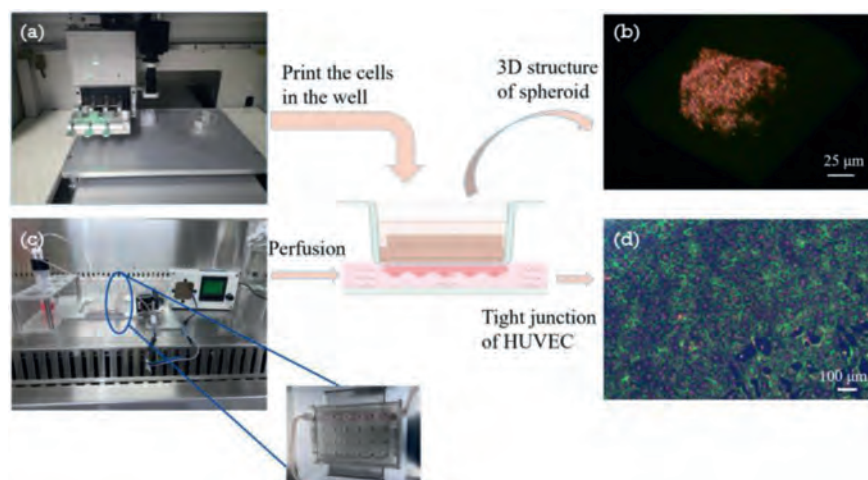 (a)
Print the cells
in the well
3D structure
of spheroid
(b)
25 μm
(c)
Perfusion
Tight junction
of HUVEC
(d)
100 μm